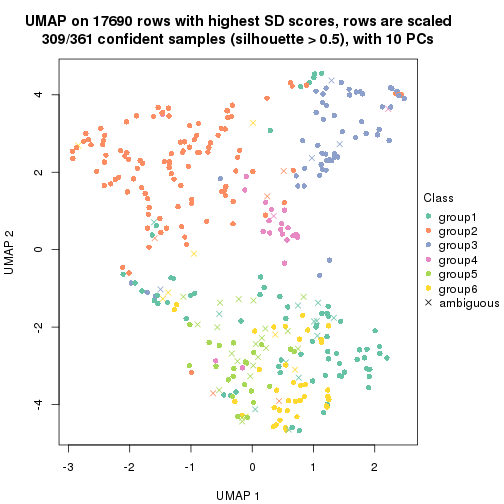 UMAP on 17690 rows with highest SD scores, rows are scaled
309/361 confident samples (silhouette > 0.5), with 10 PCs
4
2
0
-2
-4
UMAP 2
-3
-2
-1
0
1
2
UMAP 1
Class
group1
group2
group3
group4
group5
group6
ambiguous